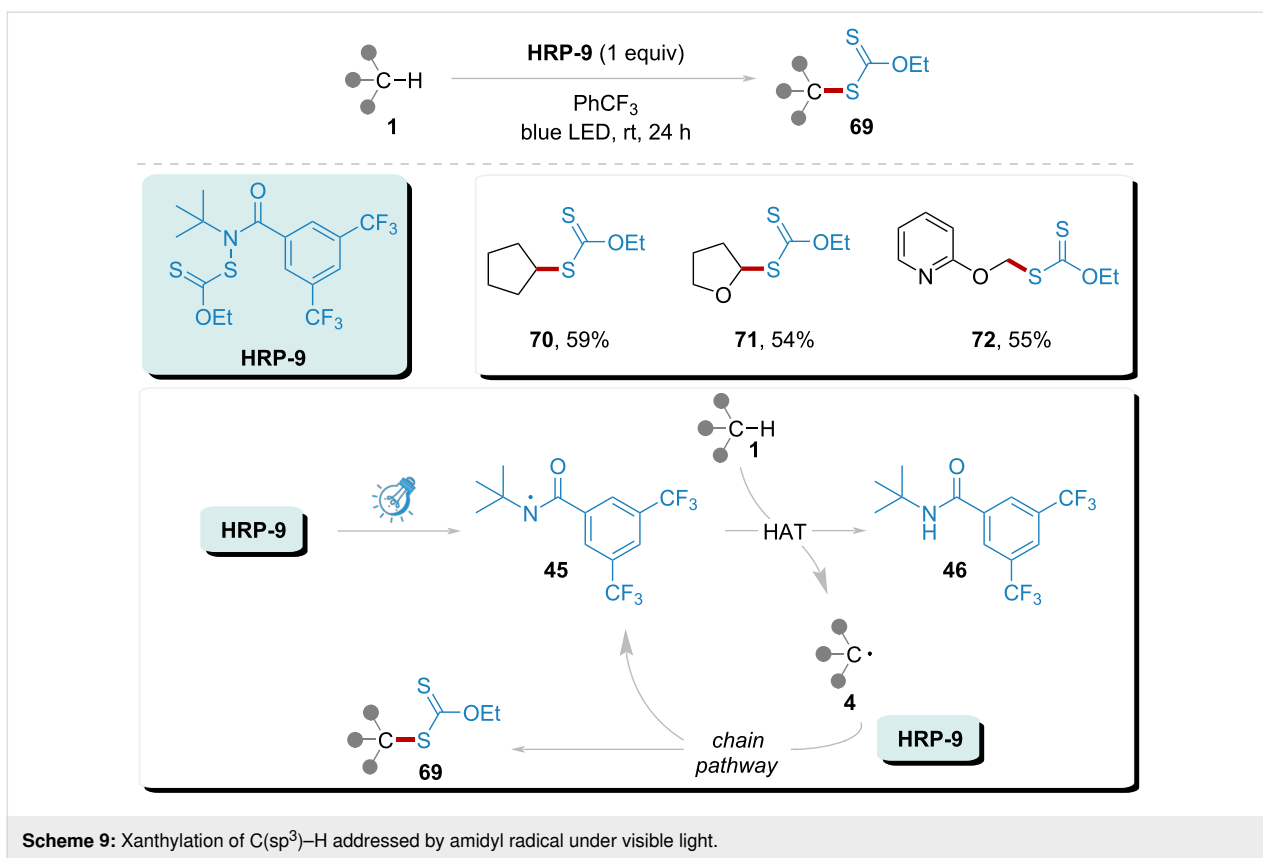 HRP-9 (1 equiv)
PhCF3
blue LED, rt, 24 h
C–H
1
S
OEt
C
S
69
O
N
CF3
S
S
OEt
CF3
HRP-9
S
OEt
S
70, 59%
S
OEt
S
O
71, 54%
N
O
S
S
OEt
72, 55%
C–H
1
HRP-9
O
N
CF3
CF3
45
HAT
O
N
H
CF3
CF3
46
C
4
HRP-9
chain
pathway
S
OEt
C
S
69
Scheme 9: Xanthylation of C(sp³)–H addressed by amidyl radical under visible light.